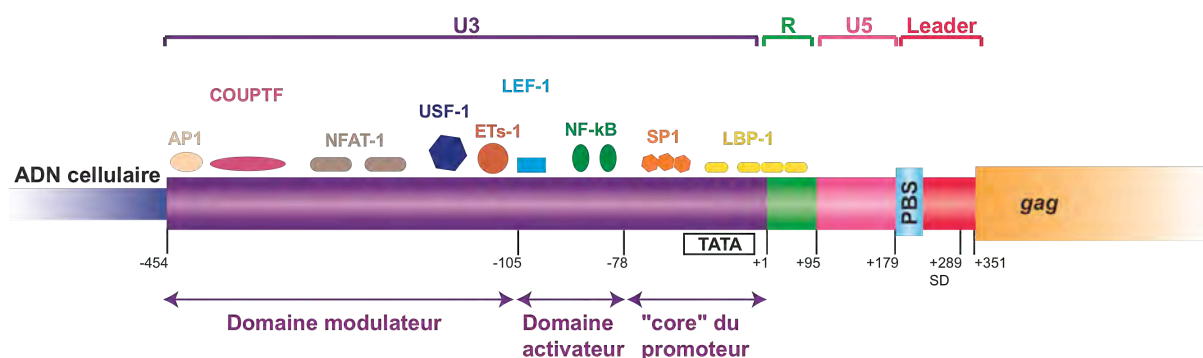 U3 R U5 Leader
LEF-1
COUPTF
USF-1
AP1 NFAT-1 ETs-1 NF-kB SP1 LBP-1
ADN cellulaire
PBS gag
TATA
-454 -105 -78 +1 +95 +179 +289 +351
SD
Domaine modulateur Domaine "core" du
activateur promoteur